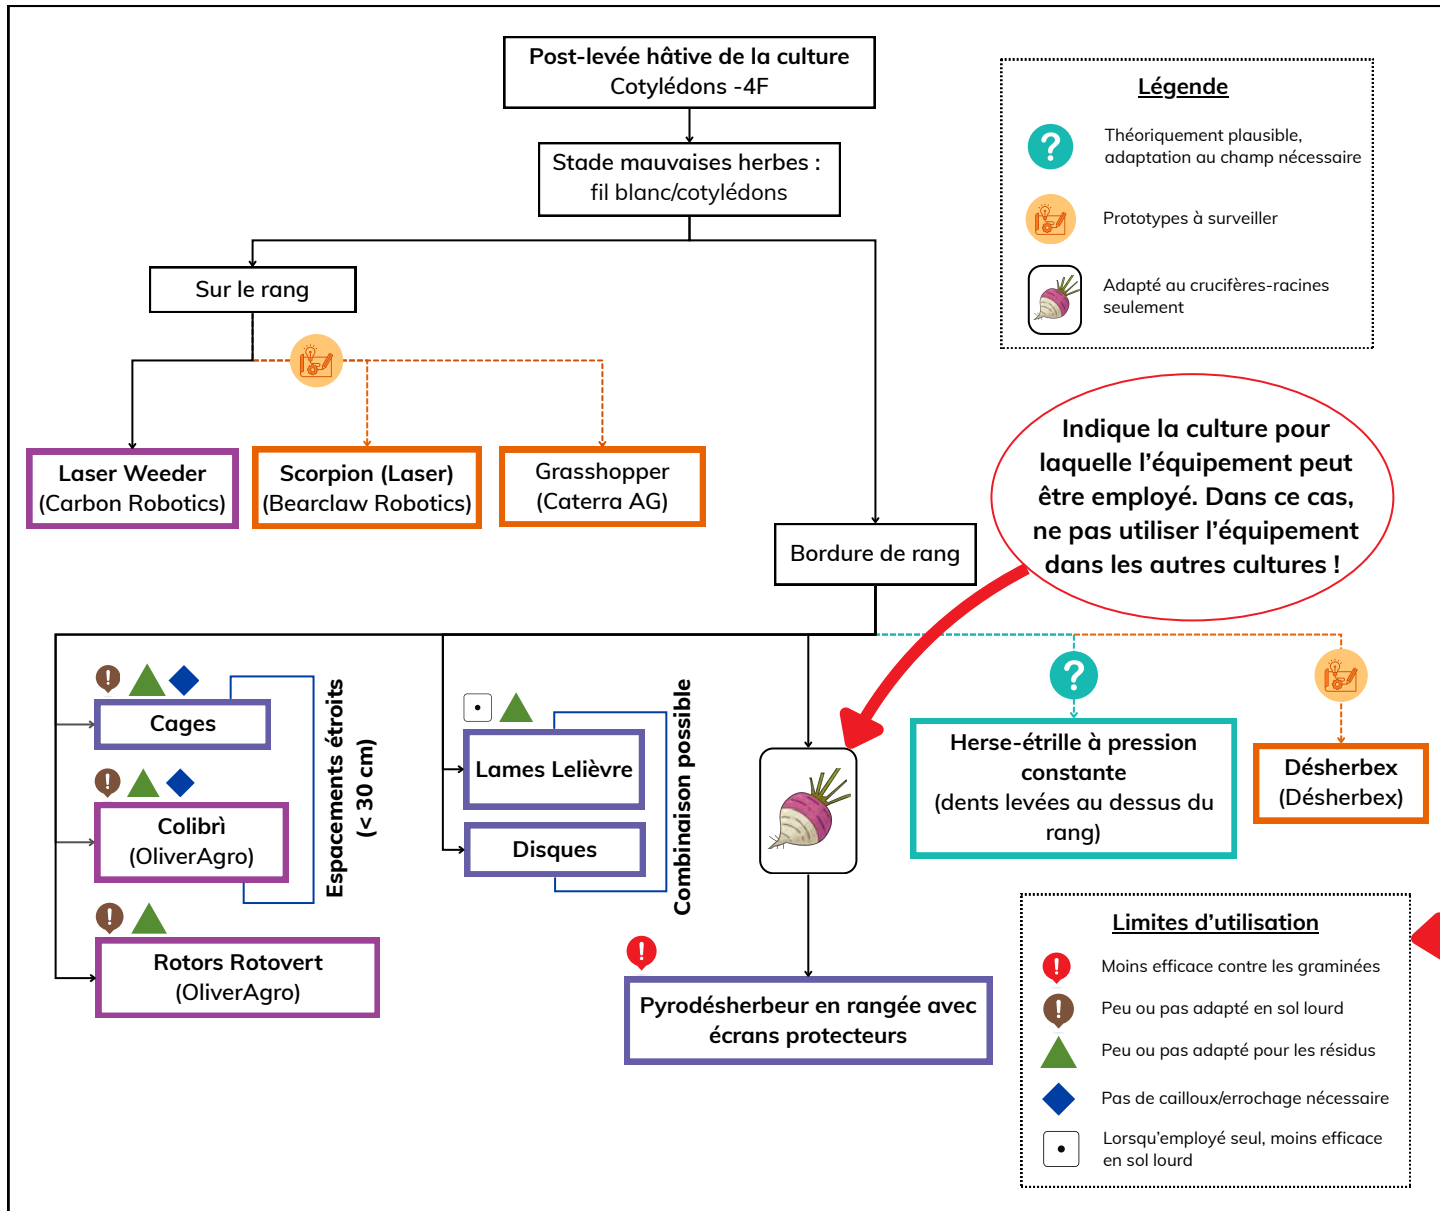 Post-levée hâtive de la culture
Cotylédons -4F
Stade mauvaises herbes :
fil blanc/cotylédons
Légende
Théoriquement plausible,
adaptation au champ nécessaire
Prototypes à surveiller
Adapté au crucifères-racines
seulement
Sur le rang
Laser Weeder
(Carbon Robotics)
Scorpion (Laser)
(Bearclaw Robotics)
Grasshopper
(Caterra AG)
Indique la culture pour
laquelle l'équipement peut
être employé. Dans ce cas,
ne pas utiliser l'équipement
dans les autres cultures !
Bordure de rang
Cages
Colibrì
(OliverAgro)
Espacements étroits
(< 30 cm)
Rotors Rotovert
(OliverAgro)
Lames Lelièvre
Disques
Combinaison possible
Pyrodésherbeur en rangée avec
écrans protecteurs
Herse-étrille à pression
constante
(dents levées au dessus du
rang)
Désherbex
(Désherbex)
Limites d'utilisation
Moins efficace contre les graminées
Peu ou pas adapté en sol lourd
Peu ou pas adapté pour les résidus
Pas de cailloux/errochage nécessaire
Lorsqu'employé seul, moins efficace
en sol lourd